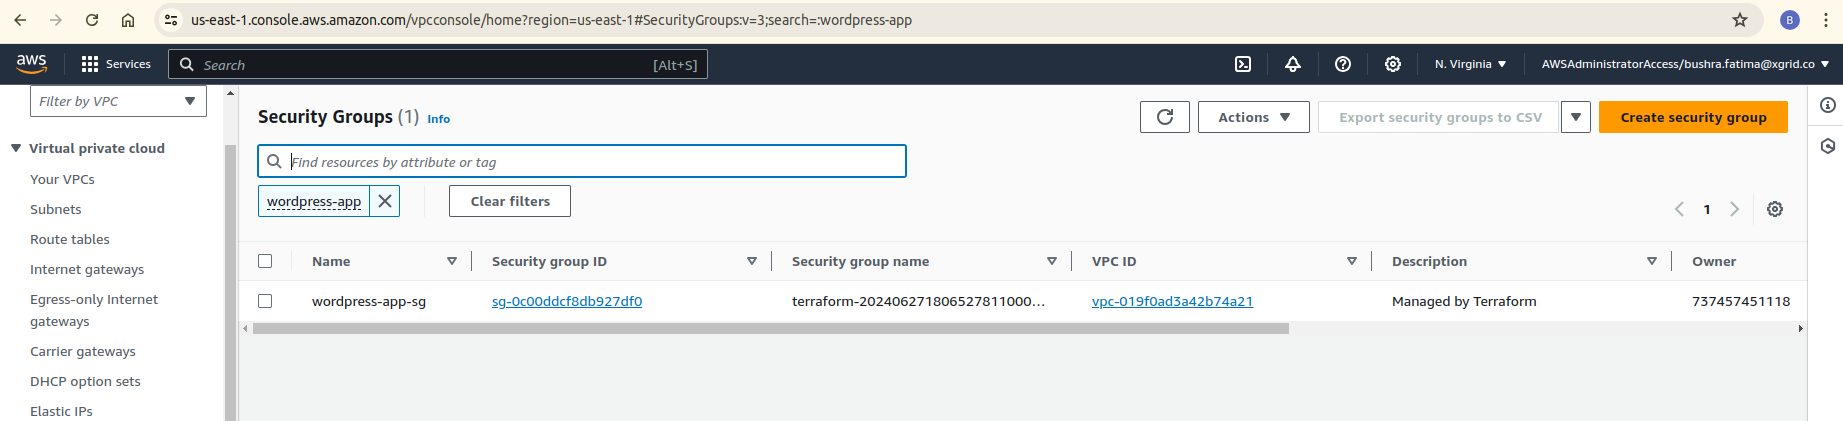 us-east-1.console.aws.amazon.com/vpcconsole/home?region=us-east-1#SecurityGroups:v=3;search=:wordpress-app
B
aws
Services
Search
[Alt+S]
N. Virginia
AWSAdministratorAccess/bushra.fatima@xgrid.co
Filter by VPC
Virtual private cloud
Your VPCs
Subnets
Route tables
Internet gateways
Egress-only Internet
gateways
Carrier gateways
DHCP option sets
Elastic IPs
Security Groups (1) Info
Actions
Export security groups to CSV
Create security group
Find resources by attribute or tag
wordpress-app
Clear filters
1
Name Security group ID Security group name VPC ID Description Owner
wordpress-app-sg sg-0c00ddcf8db927df0 terraform-202406271806527811000... vpc-019f0ad3a42b74a21 Managed by Terraform 737457451118